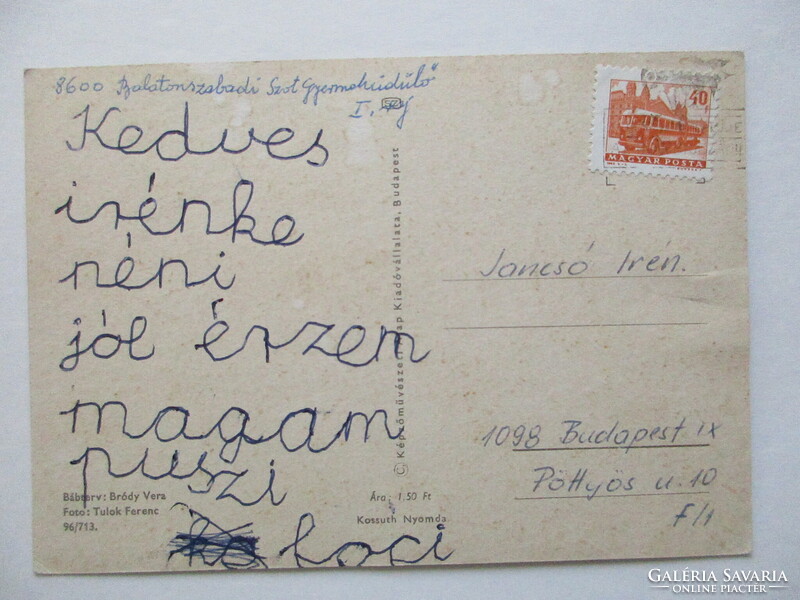 8600 Balatonszabadi Szot Gyermeküdülő"
I.
Kedves
irénke
néni
jól érzem
magam
puszi
Laci
Bábterv: Bródy Vera
Foto: Tulok Ferenc
96/713.
Ára: 1.50 Ft
Kossuth Nyomda
© Képzőművészeti Alap Kiadóvállalata, Budapest
40
MAGYAR POSTA
Jancsó Irén.
1098 Budapest IX
Pöttyös u. 10
f/1
GALÉRIA SAVARIA
ONLINE PIACTÉR